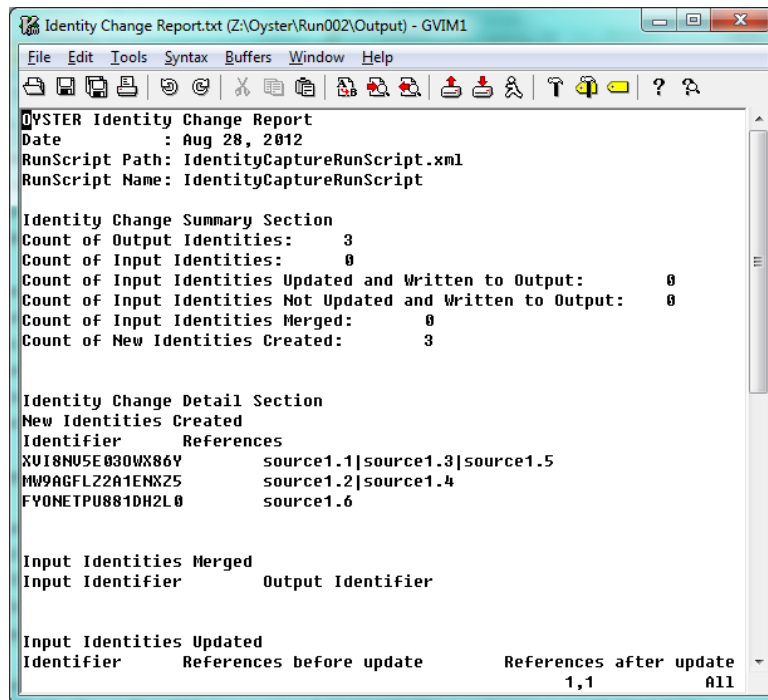 Identity Change Report.txt (Z:\Oyster\Run002\Output) - GVIM1
File Edit Tools Syntax Buffers Window Help
OYSTER Identity Change Report
Date : Aug 28, 2012
RunScript Path: IdentityCaptureRunScript.xml
RunScript Name: IdentityCaptureRunScript
Identity Change Summary Section
Count of Output Identities: 3
Count of Input Identities: 0
Count of Input Identities Updated and Written to Output: 0
Count of Input Identities Not Updated and Written to Output: 0
Count of Input Identities Merged: 0
Count of New Identities Created: 3
Identity Change Detail Section
New Identities Created
Identifier References
XVI8NV5E03OWX86Y source1.1|source1.3|source1.5
MW9AGFLZ2A1ENXZ5 source1.2|source1.4
FYONETPU881DH2L0 source1.6
Input Identities Merged
Input Identifier Output Identifier
Input Identities Updated
Identifier References before update References after update
1,1 All